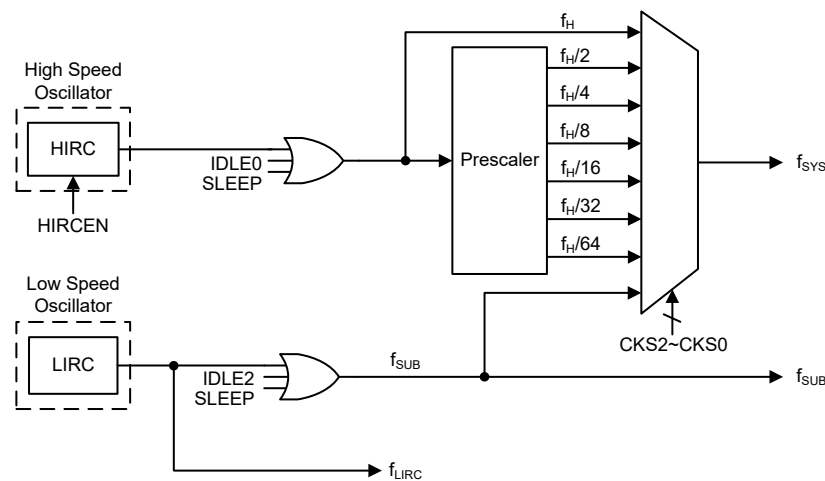 High Speed
Oscillator
HIRC
HIRCEN
IDLE0
SLEEP
Prescaler
fH
fH/2
fH/4
fH/8
fH/16
fH/32
fH/64
fSYS
CKS2~CKS0
Low Speed
Oscillator
LIRC
IDLE2
SLEEP
fSUB
fSUB
fLIRC